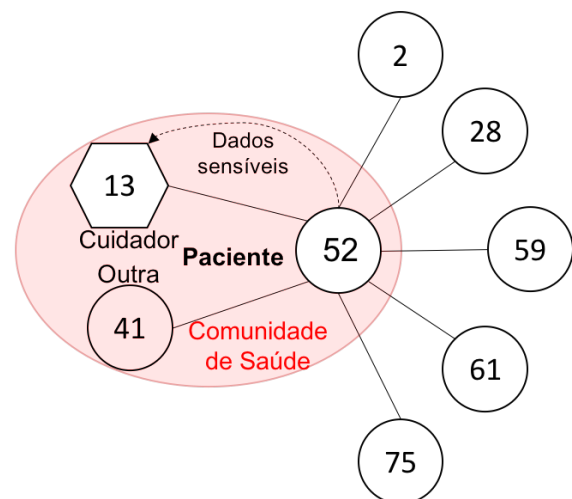 2
28
Dados
sensíveis
13
Cuidador
Paciente
52
59
Outra
41
Comunidade
de Saúde
61
75